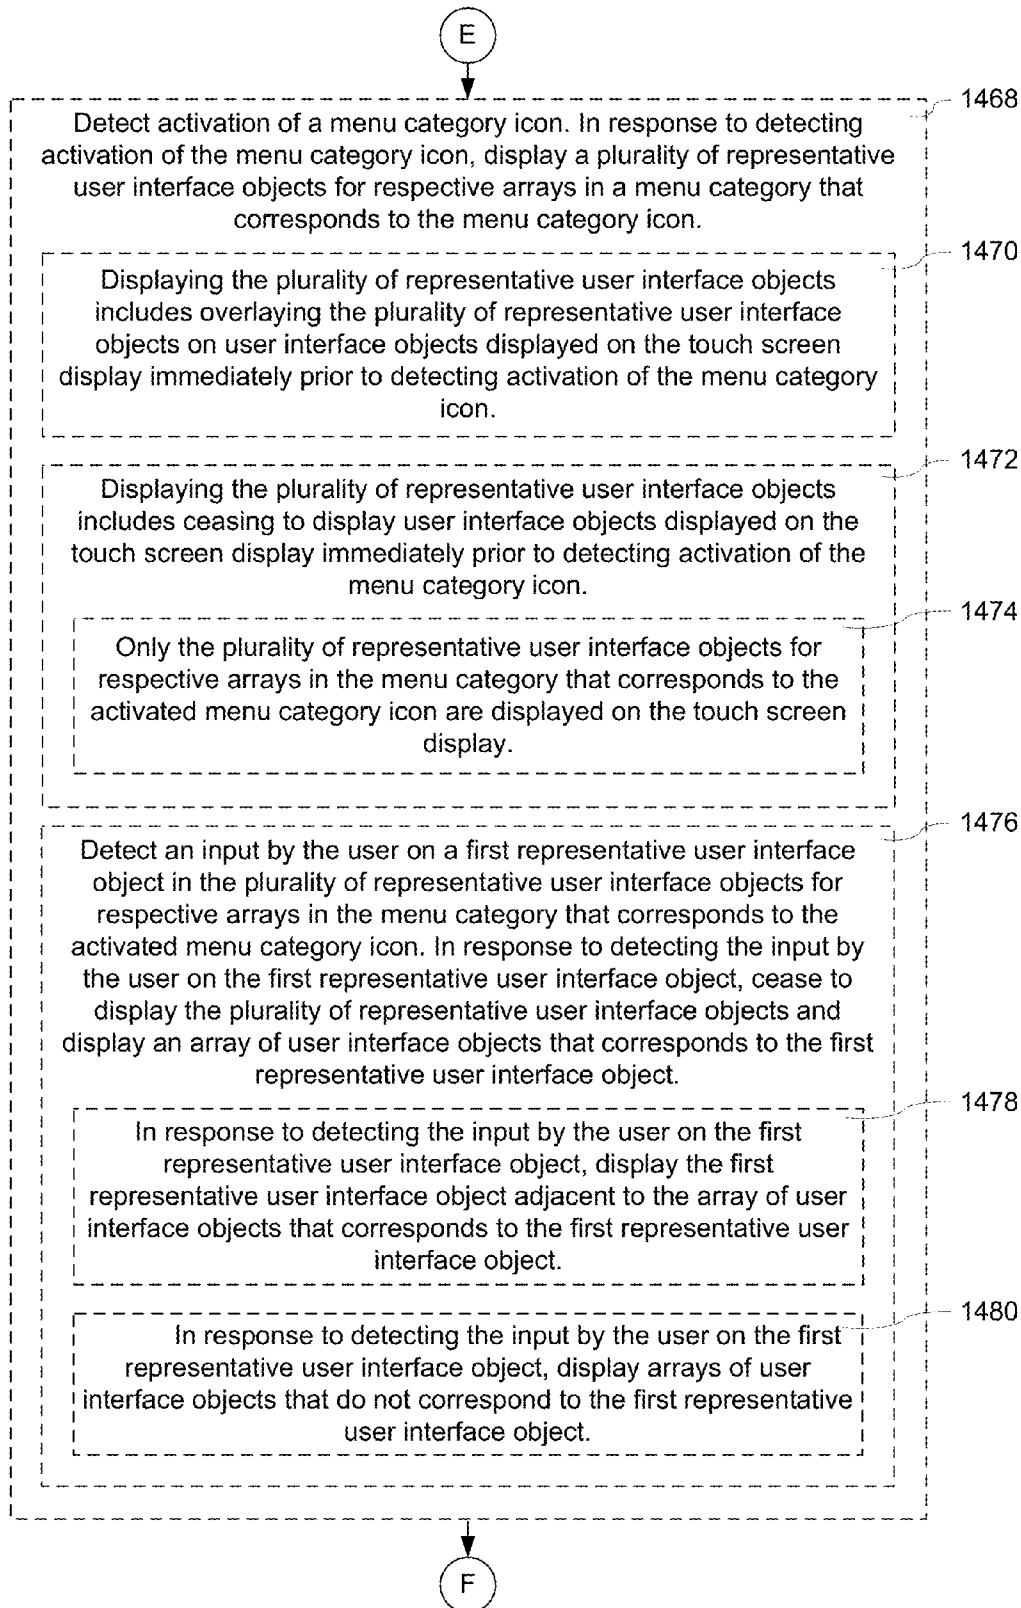 E
1468
Detect activation of a menu category icon. In response to detecting
activation of the menu category icon, display a plurality of representative
user interface objects for respective arrays in a menu category that
corresponds to the menu category icon.
1470
Displaying the plurality of representative user interface objects
includes overlaying the plurality of representative user interface
objects on user interface objects displayed on the touch screen
display immediately prior to detecting activation of the menu category
icon.
1472
Displaying the plurality of representative user interface objects
includes ceasing to display user interface objects displayed on the
touch screen display immediately prior to detecting activation of the
menu category icon.
1474
Only the plurality of representative user interface objects for
respective arrays in the menu category that corresponds to the
activated menu category icon are displayed on the touch screen
display.
1476
Detect an input by the user on a first representative user interface
object in the plurality of representative user interface objects for
respective arrays in the menu category that corresponds to the
activated menu category icon. In response to detecting the input by
the user on the first representative user interface object, cease to
display the plurality of representative user interface objects and
display an array of user interface objects that corresponds to the first
representative user interface object.
1478
In response to detecting the input by the user on the first
representative user interface object, display the first
representative user interface object adjacent to the array of user
interface objects that corresponds to the first representative user
interface object.
1480
In response to detecting the input by the user on the first
representative user interface object, display arrays of user
interface objects that do not correspond to the first representative
user interface object.
F